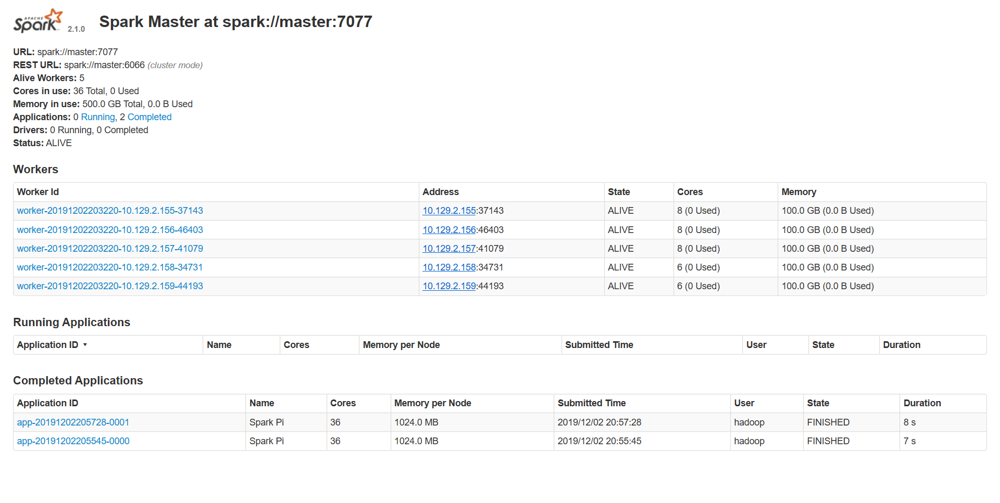 APACHE
Spark 2.1.0 Spark Master at spark://master:7077
URL: spark://master:7077
REST URL: spark://master:6066 (cluster mode)
Alive Workers: 5
Cores in use: 36 Total, 0 Used
Memory in use: 500.0 GB Total, 0.0 B Used
Applications: 0 Running, 2 Completed
Drivers: 0 Running, 0 Completed
Status: ALIVE
Workers
Worker Id Address State Cores Memory
worker-20191202203220-10.129.2.155-37143 10.129.2.155:37143 ALIVE 8 (0 Used) 100.0 GB (0.0 B Used)
worker-20191202203220-10.129.2.156-46403 10.129.2.156:46403 ALIVE 8 (0 Used) 100.0 GB (0.0 B Used)
worker-20191202203220-10.129.2.157-41079 10.129.2.157:41079 ALIVE 8 (0 Used) 100.0 GB (0.0 B Used)
worker-20191202203220-10.129.2.158-34731 10.129.2.158:34731 ALIVE 6 (0 Used) 100.0 GB (0.0 B Used)
worker-20191202203220-10.129.2.159-44193 10.129.2.159:44193 ALIVE 6 (0 Used) 100.0 GB (0.0 B Used)
Running Applications
Application ID ▾ Name Cores Memory per Node Submitted Time User State Duration
Completed Applications
Application ID Name Cores Memory per Node Submitted Time User State Duration
app-20191202205728-0001 Spark Pi 36 1024.0 MB 2019/12/02 20:57:28 hadoop FINISHED 8 s
app-20191202205545-0000 Spark Pi 36 1024.0 MB 2019/12/02 20:55:45 hadoop FINISHED 7 s